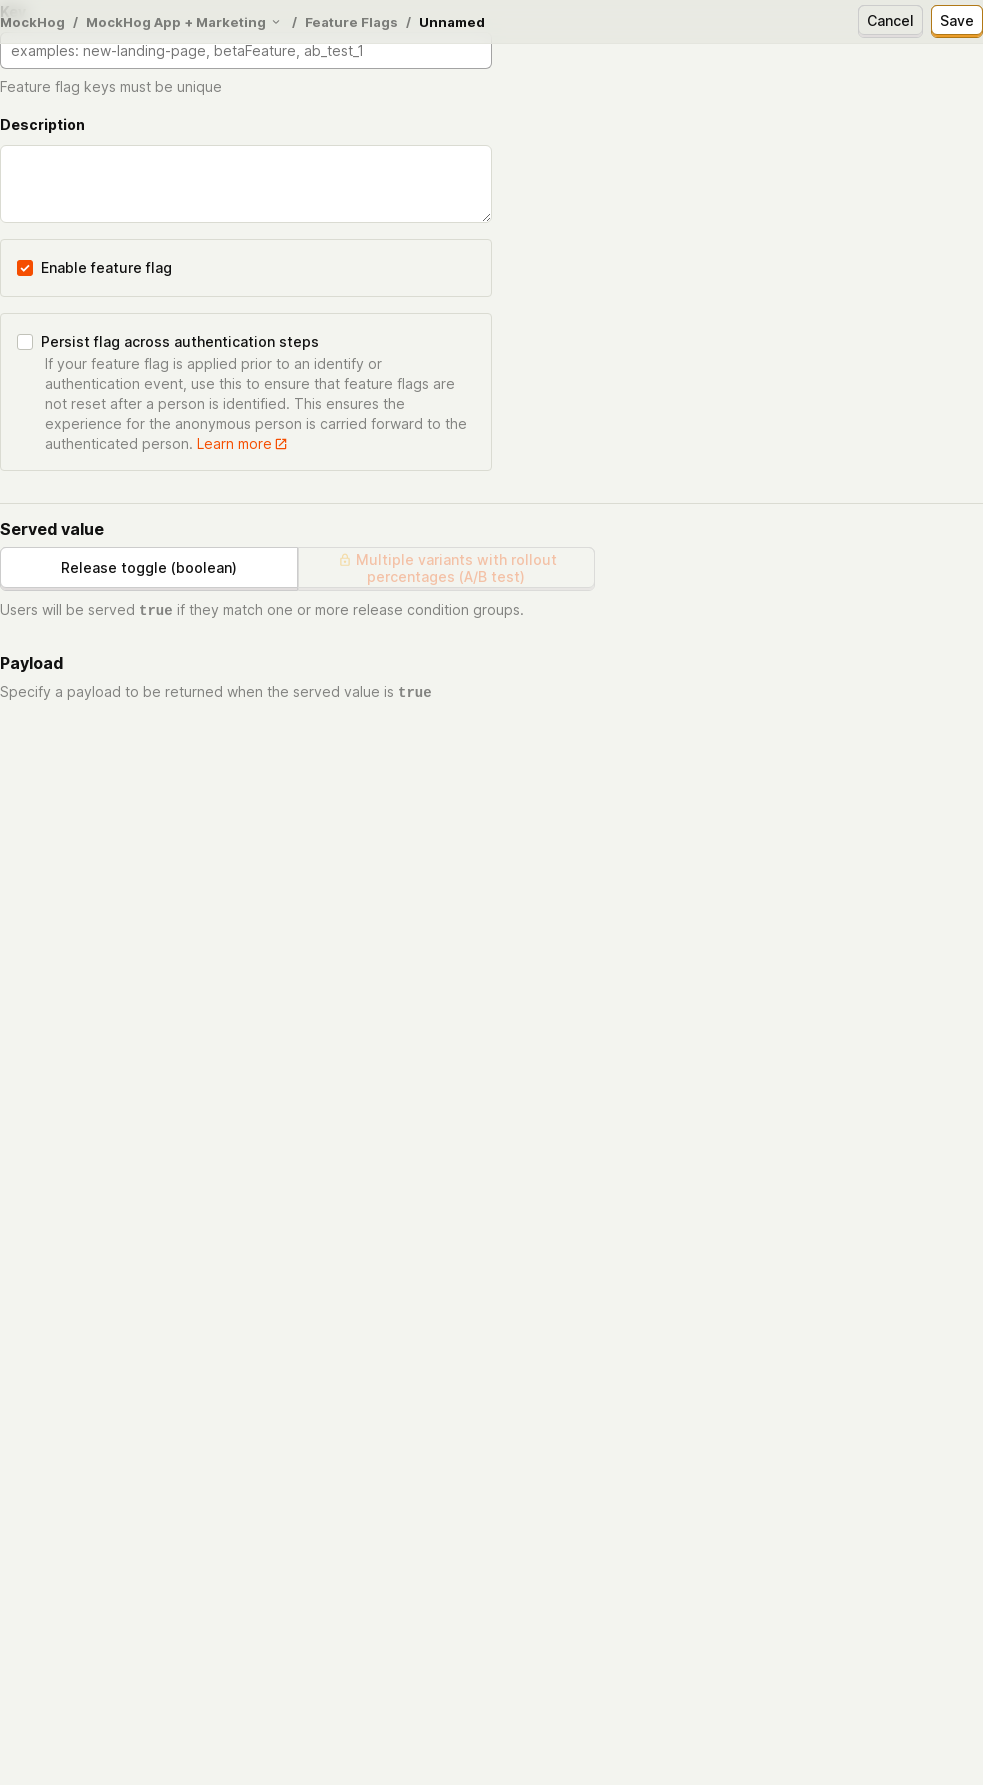 MockHog / MockHog App + Marketing / Feature Flags / Unnamed
Cancel
Save
examples: new-landing-page, betaFeature, ab_test_1
Feature flag keys must be unique
Description
Enable feature flag
Persist flag across authentication steps
If your feature flag is applied prior to an identify or
authentication event, use this to ensure that feature flags are
not reset after a person is identified. This ensures the
experience for the anonymous person is carried forward to the
authenticated person. Learn more
Served value
Release toggle (boolean)
Multiple variants with rollout
percentages (A/B test)
Users will be served true if they match one or more release condition groups.
Payload
Specify a payload to be returned when the served value is true